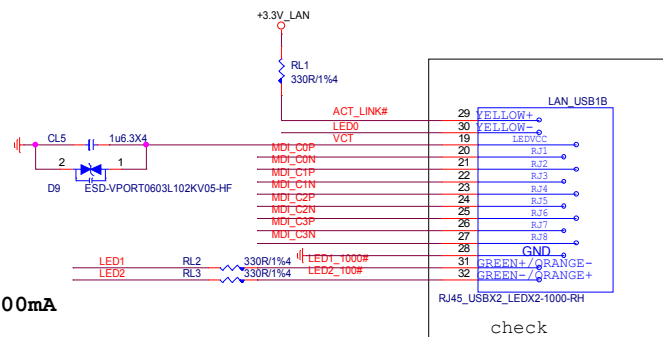 +3.3V_LAN
RL1
330R/1%4
LAN_USB1B
ACT_LINK# 29 YELLOW+
LED0 30 YELLOW-
CL5 1u6.3X4 VCT 19 LEDVCC
MDI_C0P 20 RJ1
MDI_C0N 21 RJ2
2 1 MDI_C1P 22 RJ3
D9 ESD-VPORT0603L102KV05-HF MDI_C1N 23 RJ4
MDI_C2P 24 RJ5
MDI_C2N 25 RJ6
MDI_C3P 26 RJ7
MDI_C3N 27 RJ8
28 GND
LED1 RL2 330R/1%4 LED1_1000# 31 GREEN+/ORANGE-
LED2 RL3 330R/1%4 LED2_100# 32 GREEN-/ORANGE+
00mA
RJ45_USBX2_LEDX2-1000-RH
check